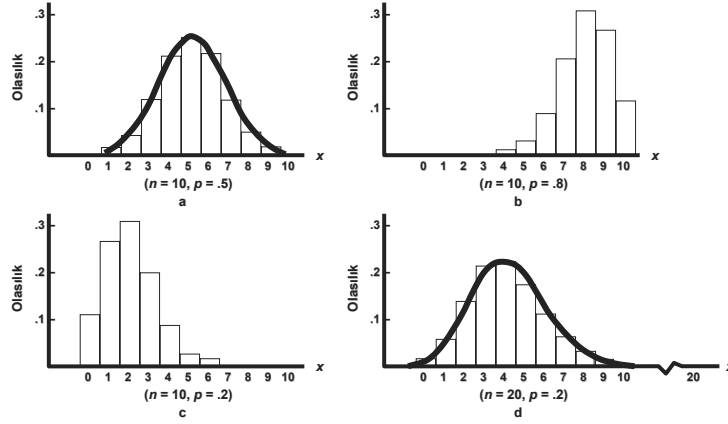 .3
.2
.1
Olasılık
0 1 2 3 4 5 6 7 8 9 10 x
(n = 10, p = .5)
a
.3
.2
.1
Olasılık
0 1 2 3 4 5 6 7 8 9 10 x
(n = 10, p = .8)
b
.3
.2
.1
Olasılık
0 1 2 3 4 5 6 7 8 9 10 x
(n = 10, p = .2)
c
.3
.2
.1
Olasılık
0 1 2 3 4 5 6 7 8 9 10 20
(n = 20, p = .2)
d